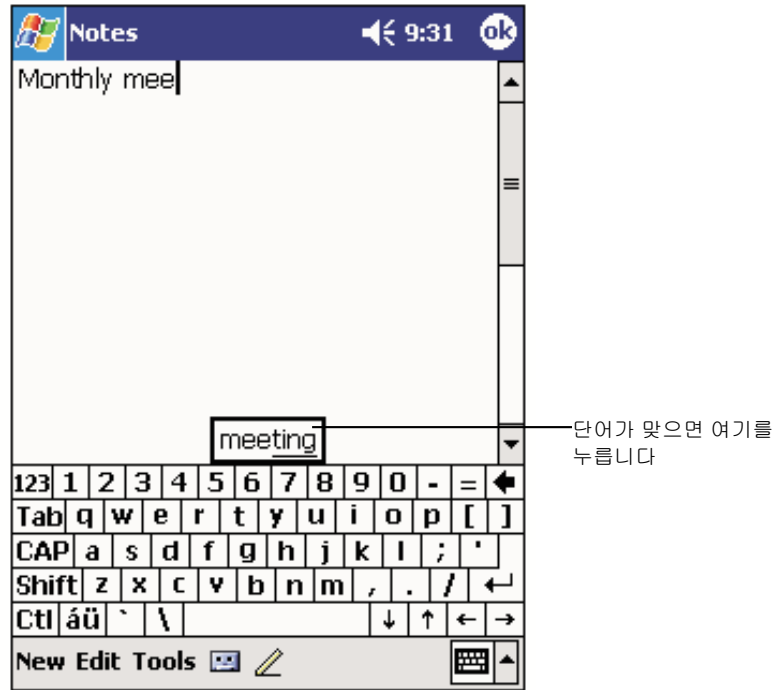 Notes 9:31 ok
Monthly mee
meeting
단어가 맞으면 여기를
누릅니다
123 1 2 3 4 5 6 7 8 9 0 - =
Tab q w e r t y u i o p [ ]
CAP a s d f g h j k l ; '
Shift z x c v b n m , . /
Ctl áü ` \ ↓ ↑ ← →
New Edit Tools